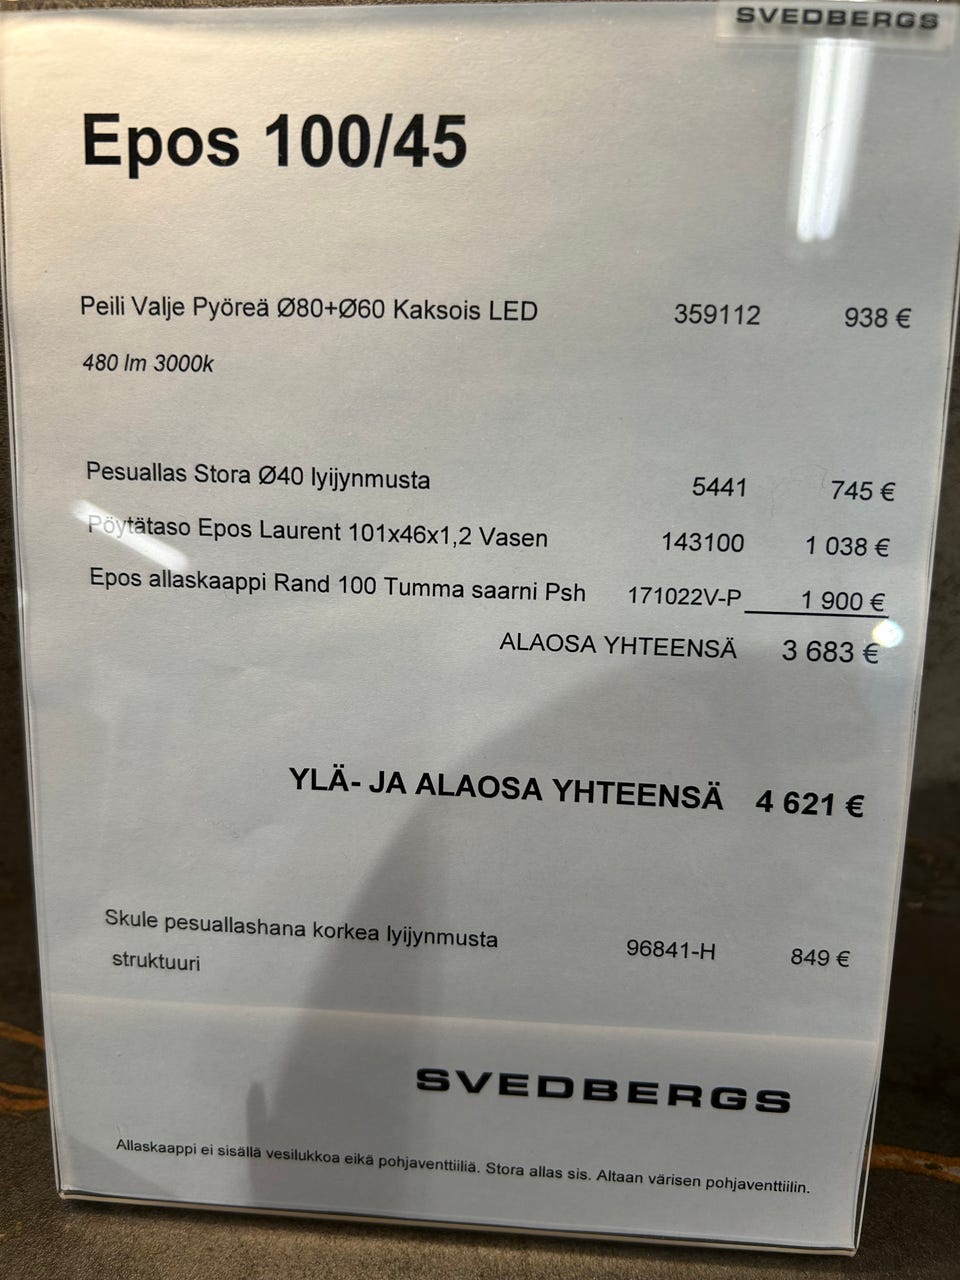 SVEDBERGS
Epos 100/45
Peili Valje Pyöreä Ø80+Ø60 Kaksois LED 359112 938 €
480 lm 3000k
Pesuallas Stora Ø40 lyijynmusta 5441 745 €
Pöytätaso Epos Laurent 101x46x1,2 Vasen 143100 1 038 €
Epos allaskaappi Rand 100 Tumma saarni Psh 171022V-P 1 900 €
ALAOSA YHTEENSÄ 3 683 €
YLÄ- JA ALAOSA YHTEENSÄ 4 621 €
Skule pesuallashana korkea lyijynmusta 96841-H 849 €
struktuuri
SVEDBERGS
Allaskaappi ei sisällä vesilukkoa eikä pohjaventtiiliä. Stora allas sis. Altaan värisen pohjaventtiilin.